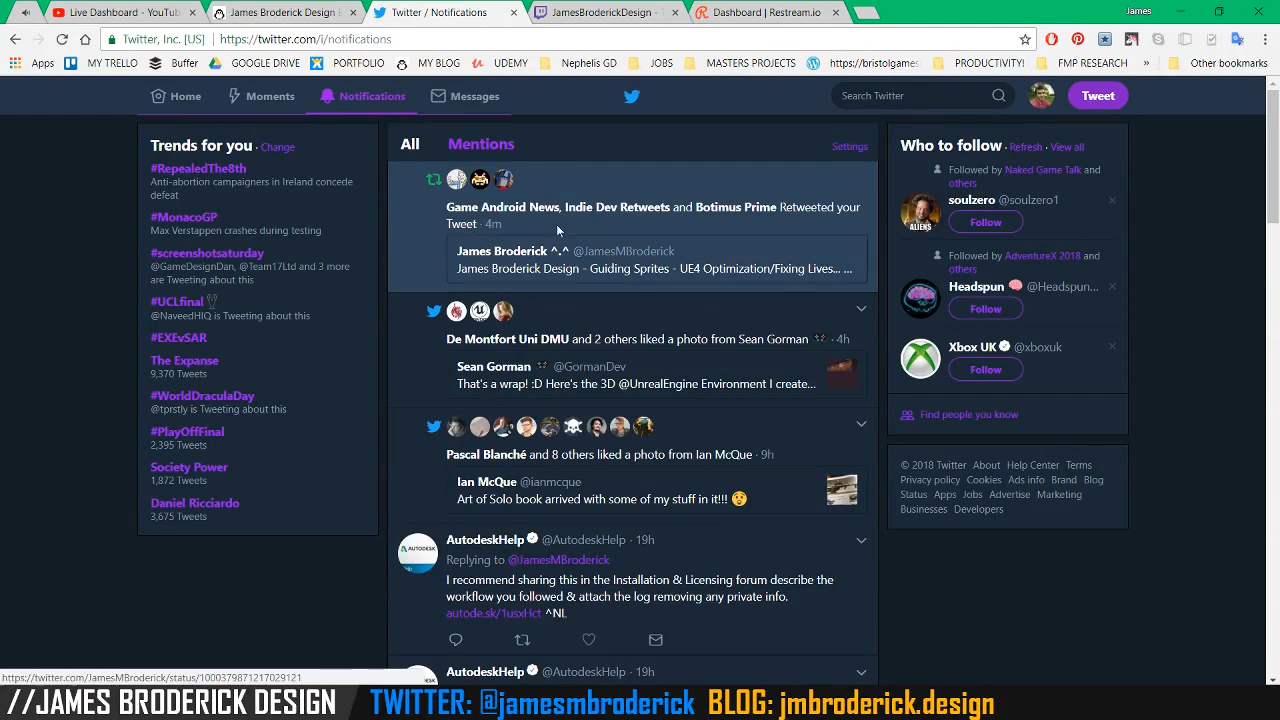 Live Dashboard - YouTube
James Broderick Design
Twitter / Notifications
JamesBroderickDesign - T
Dashboard | Restream.io
James
Twitter, Inc. [US] https://twitter.com/i/notifications
Apps MY TRELLO Buffer GOOGLE DRIVE PORTFOLIO MY BLOG UDEMY Nephelis GD JOBS MASTERS PROJECTS https://bristolgames PRODUCTIVITY! FMP RESEARCH » Other bookmarks
Home Moments Notifications Messages Search Twitter Tweet
Trends for you · Change
#RepealedThe8th
Anti-abortion campaigners in Ireland concede
defeat
#MonacoGP
Max Verstappen crashes during training
#screenshotsaturday
@GameDesignDan, @Team17Ltd and 3 more
are Tweeting about this
#UCLfinal
@NaveedHIQ is Tweeting about this
#EXEvSAR
The Expanse
9,370 Tweets
#WorldDraculaDay
@tprstly is Tweeting about this
#PlayOffFinal
2,395 Tweets
Society Power
1,872 Tweets
Daniel Ricciardo
3,675 Tweets
All Mentions Settings
Game Android News, Indie Dev Retweets and Botimus Prime Retweeted your
Tweet · 4m
James Broderick ^.^ @JamesMBroderick
James Broderick Design - Guiding Sprites - UE4 Optimization/Fixing Lives... ...
De Montfort Uni DMU and 2 others liked a photo from Sean Gorman · 4h
Sean Gorman @GormanDev
That's a wrap! :D Here's the 3D @UnrealEngine Environment I create...
Pascal Blanché and 8 others liked a photo from Ian McQue · 9h
Ian McQue @ianmcque
Art of Solo book arrived with some of my stuff in it!!! 😲
AUTODESK
Help
AutodeskHelp @AutodeskHelp · 19h
Replying to @JamesMBroderick
I recommend sharing this in the Installation & Licensing forum describe the
workflow you followed & attach the log removing any private info.
autode.sk/1usxHct ^NL
AutodeskHelp @AutodeskHelp · 19h
Who to follow · Refresh · View all
Followed by Naked Game Talk and
others
soulzero @soulzero1
Follow
ALIENS
Followed by AdventureX 2018 and
others
Headspun 🧠 @Headspun...
Follow
Xbox UK @xboxuk
Follow
Find people you know
© 2018 Twitter About Help Center Terms
Privacy policy Cookies Ads info Brand Blog
Status Apps Jobs Advertise Marketing
Businesses Developers
https://twitter.com/JamesMBroderick/status/1000379871217029121
//JAMES BRODERICK DESIGN TWITTER: @jamesmbroderick BLOG: jmbroderick.design